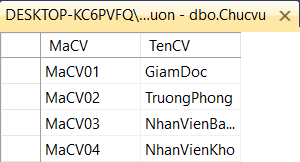 DESKTOP-KC6PVFQ\...uon - dbo.Chucvu
MaCV TenCV
MaCV01 GiamDoc
MaCV02 TruongPhong
MaCV03 NhanVienBa...
MaCV04 NhanVienKho